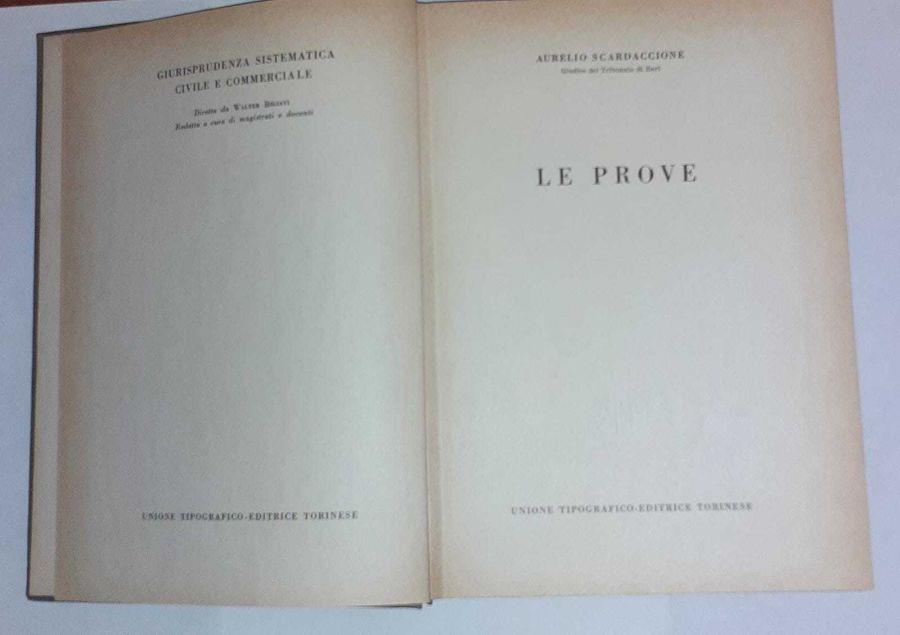 GIURISPRUDENZA SISTEMATICA
CIVILE E COMMERCIALE
Diretta da WALTER BIGIAVI
Redatta a cura di magistrati e docenti
UNIONE TIPOGRAFICO-EDITRICE TORINESE
AURELIO SCARDACCIONE
Giudice nel Tribunale di Bari
LE PROVE
UNIONE TIPOGRAFICO-EDITRICE TORINESE